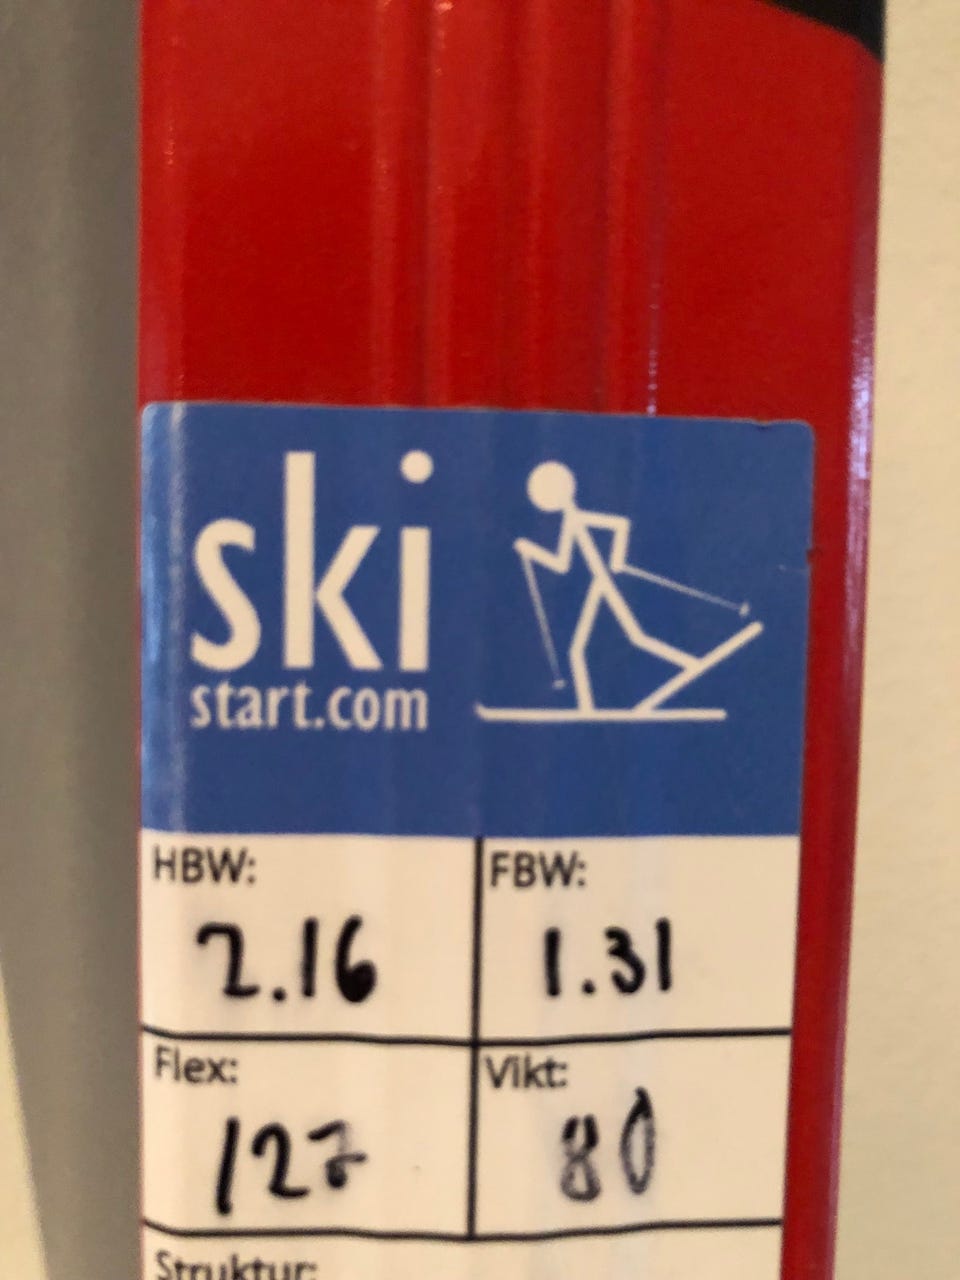 ski
start.com
HBW: FBW:
2.16 1.31
Flex: Vikt:
127 80
Struktur: